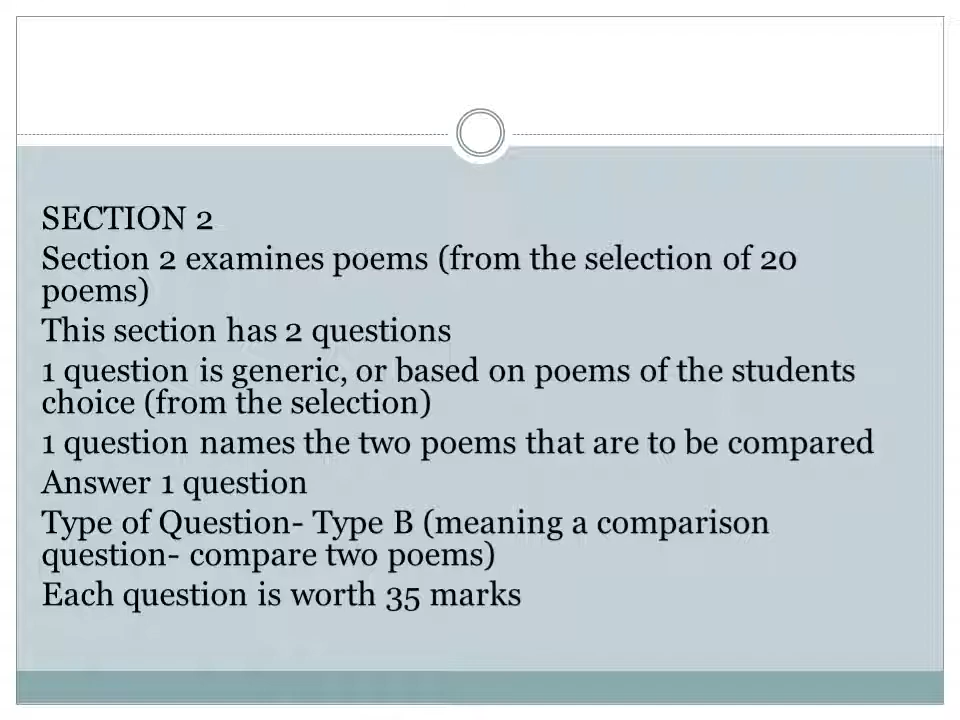 SECTION 2
Section 2 examines poems (from the selection of 20
poems)
This section has 2 questions
1 question is generic, or based on poems of the students
choice (from the selection)
1 question names the two poems that are to be compared
Answer 1 question
Type of Question- Type B (meaning a comparison
question- compare two poems)
Each question is worth 35 marks